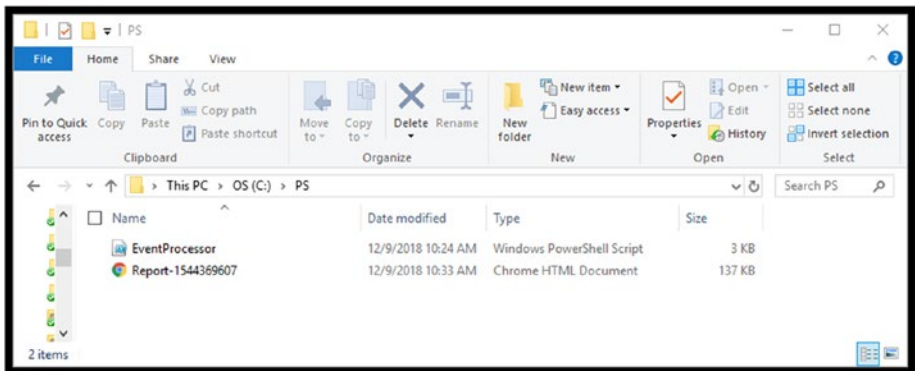 PS
File Home Share View
Pin to Quick access
Copy
Paste
Cut
Copy path
Paste shortcut
Clipboard
Move to
Copy to
Delete
Rename
Organize
New folder
New item
Easy access
New
Properties
Open
Edit
History
Open
Select all
Select none
Invert selection
Select
This PC > OS (C:) > PS
Search PS
Name Date modified Type Size
EventProcessor 12/9/2018 10:24 AM Windows PowerShell Script 3 KB
Report-1544369607 12/9/2018 10:33 AM Chrome HTML Document 137 KB
2 items